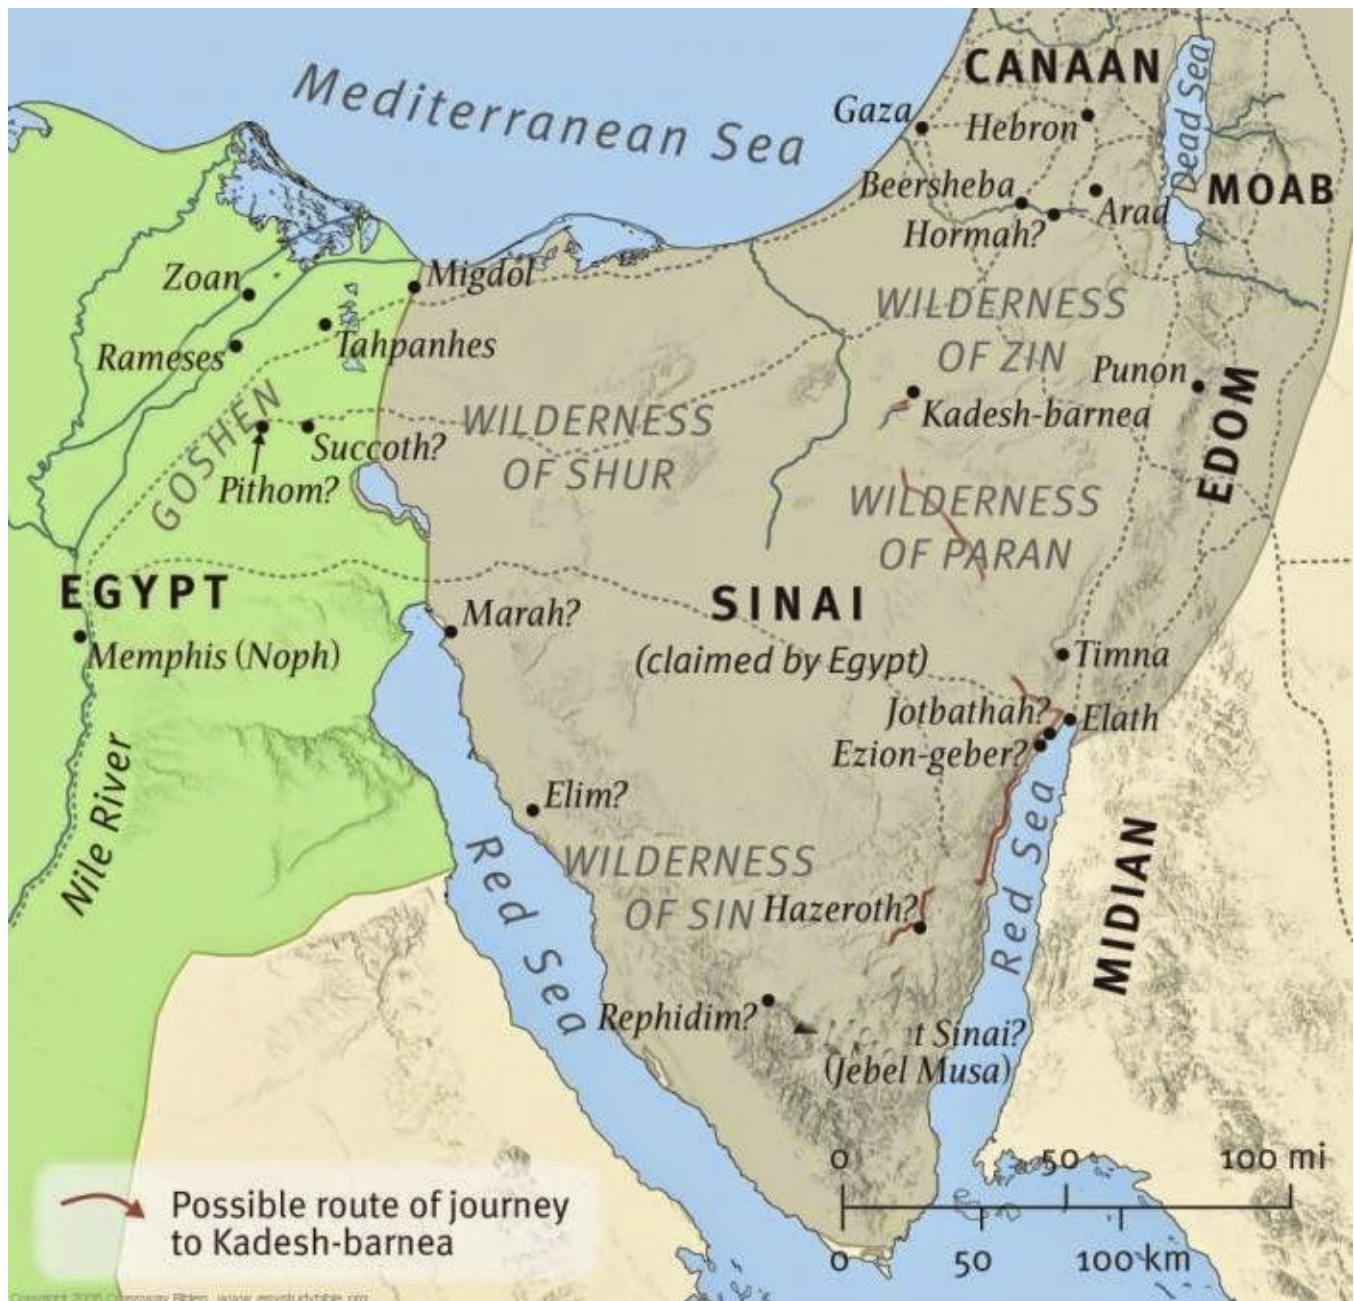 Mediterranean Sea
CANAAN
Dead Sea
Gaza
Hebron
Beersheba
Arad
MOAB
Hormah?
Zoan
Migdol
WILDERNESS
OF ZIN
Tahpanhes
Rameses
Punon
Kadesh-barnea
EDOM
GOSHEN
WILDERNESS
OF SHUR
Succoth?
Pithom?
WILDERNESS
OF PARAN
EGYPT
SINAI
(claimed by Egypt)
Marah?
Memphis (Noph)
Timna
Jotbathah?
Elath
Ezion-geber?
Nile River
Elim?
Red Sea
Red Sea
MIDIAN
WILDERNESS
OF SIN
Hazeroth?
Rephidim?
t Sinai?
(Jebel Musa)
0 50 100 mi
0 50 100 km
Possible route of journey
to Kadesh-barnea